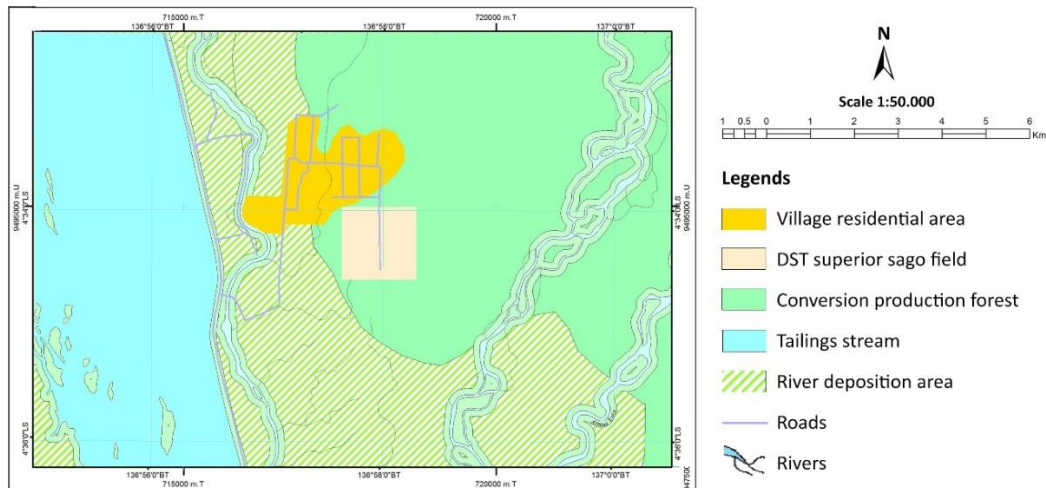 715000 m.T 720000 m.T
136°56'0"BT 136°58'0"BT 137°0'0"BT
9495000 m.U
4°34'0"LS
4°34'0"LS
9495000 m.U
4°36'0"LS
4°36'0"LS
136°56'0"BT 136°58'0"BT 137°0'0"BT
715000 m.T 720000 m.T
N
Scale 1:50.000
1 0.5 0 1 2 3 4 5 6
Km
Legends
Village residential area
DST superior sago field
Conversion production forest
Tailings stream
River deposition area
Roads
Rivers